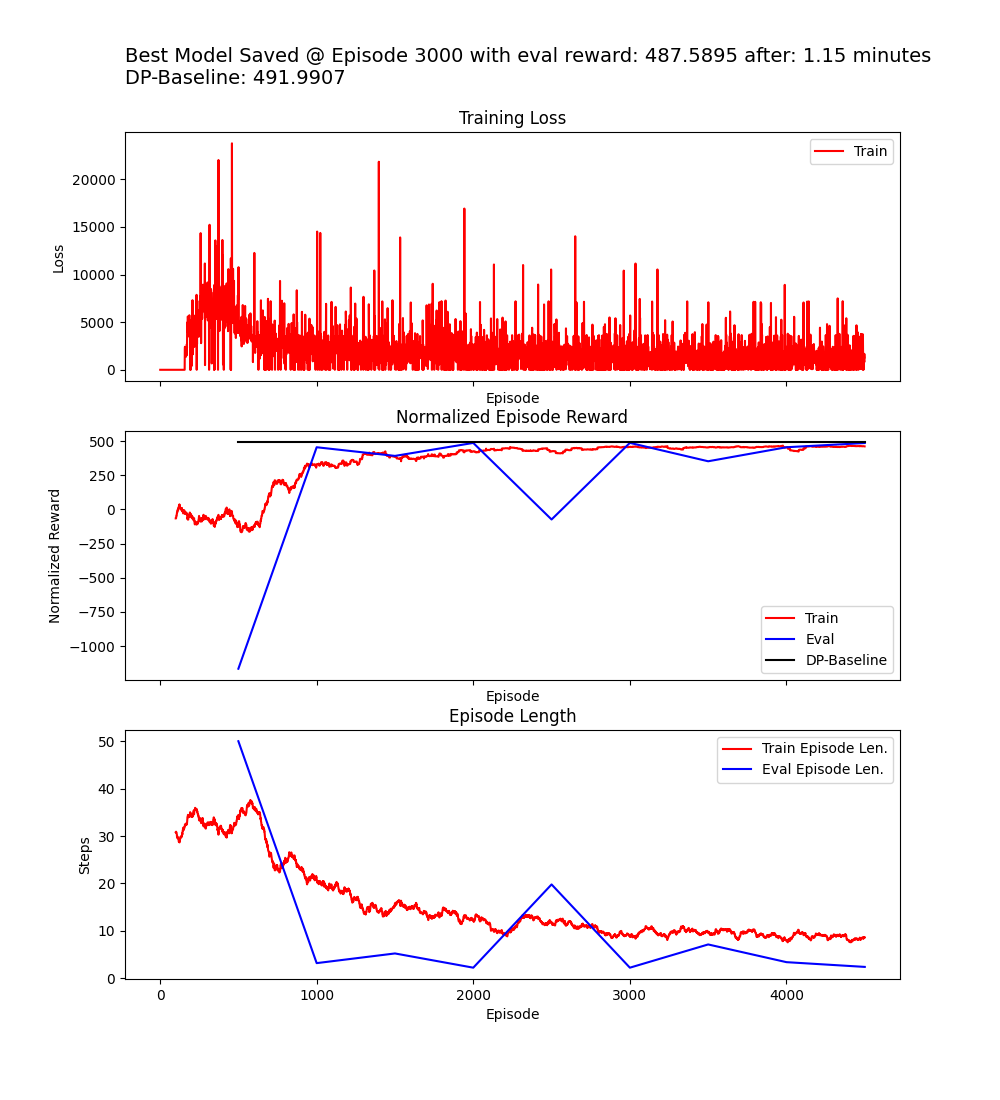 Best Model Saved @ Episode 3000 with eval reward: 487.5895 after: 1.15 minutes
DP-Baseline: 491.9907
Training Loss
Train
20000
15000
10000
5000
0
Loss
Episode
Normalized Episode Reward
500
250
0
−250
−500
−750
−1000
Normalized Reward
Train
Eval
DP-Baseline
Episode
Episode Length
Train Episode Len.
Eval Episode Len.
50
40
30
20
10
0
Steps
0 1000 2000 3000 4000
Episode